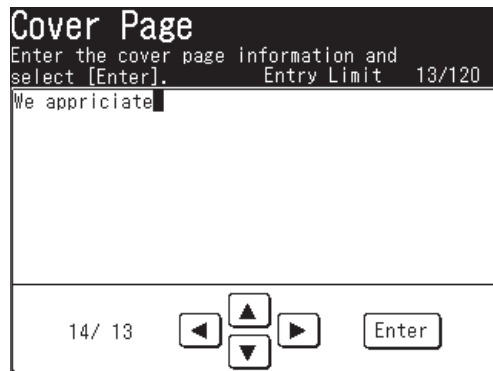 Cover Page
Enter the cover page information and
select [Enter]. Entry Limit 13/120
We appriciate
14/ 13 Enter